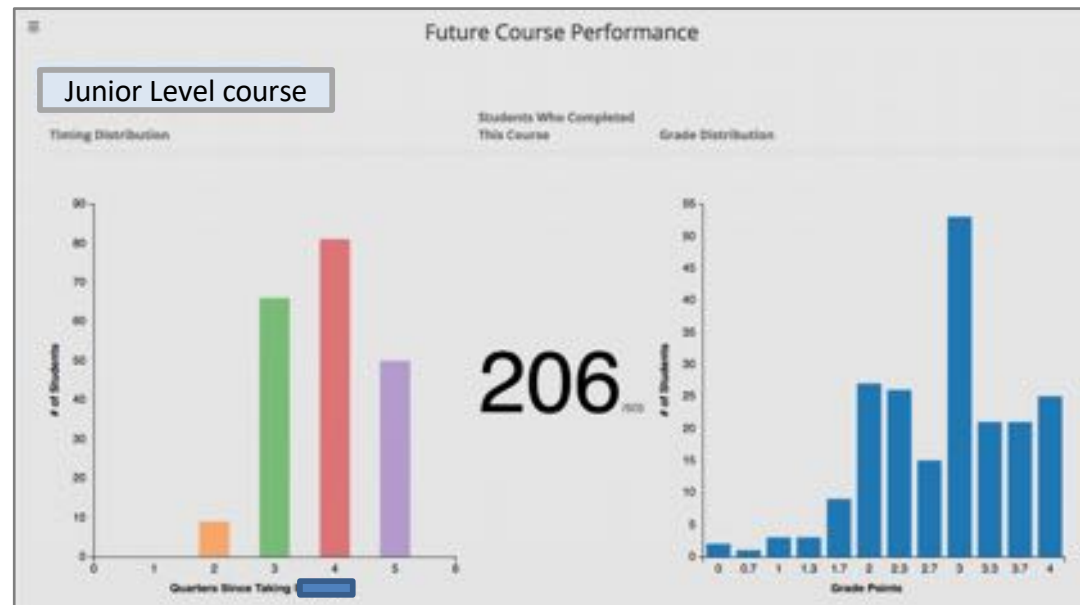 Future Course Performance
Junior Level course
Students Who Completed
Timing Distribution This Course Grade Distribution
90
80
70
60
50
40
30
20
10
0
# of Students
0 1 2 3 4 5 6
Quarters Since Taking
206
55
50
45
40
35
30
25
20
15
10
5
0
# of Students
0 0.7 1 1.3 1.7 2 2.3 2.7 3 3.3 3.7 4
Grade Points